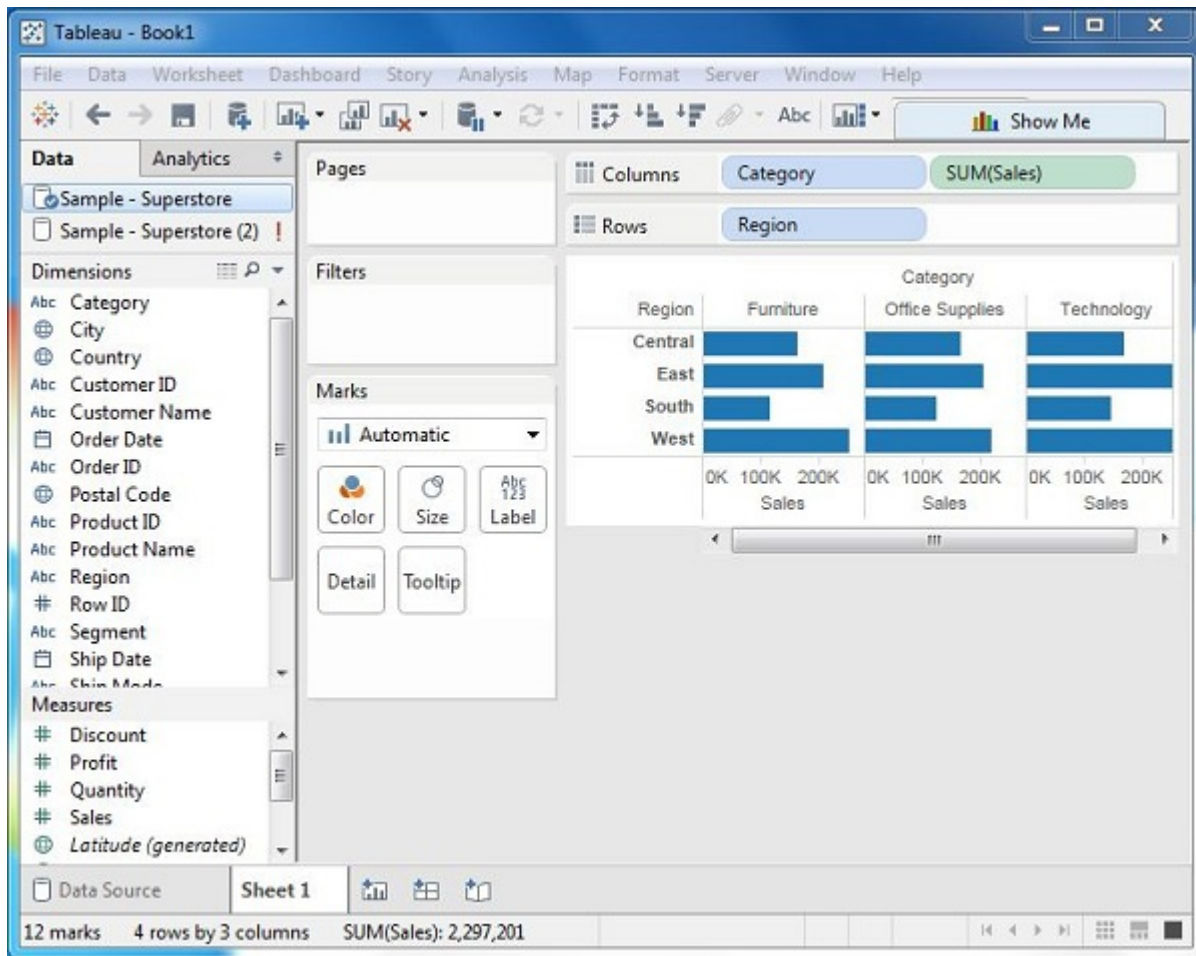 Tableau - Book1
File Data Worksheet Dashboard Story Analysis Map Format Server Window Help
Abc Show Me
Data Analytics
Sample - Superstore
Sample - Superstore (2) !
Dimensions
Abc Category
City
Country
Abc Customer ID
Abc Customer Name
Order Date
Abc Order ID
Postal Code
Abc Product ID
Abc Product Name
Abc Region
# Row ID
Abc Segment
Ship Date
Abc Ship Mode
Measures
# Discount
# Profit
# Quantity
# Sales
Latitude (generated)
Pages
Filters
Marks
Automatic
Color Size Abc 123 Label
Detail Tooltip
Columns Category SUM(Sales)
Rows Region
Category
Region Furniture Office Supplies Technology
Central
East
South
West
0K 100K 200K 0K 100K 200K 0K 100K 200K
Sales Sales Sales
Data Source Sheet 1
12 marks 4 rows by 3 columns SUM(Sales): 2,297,201